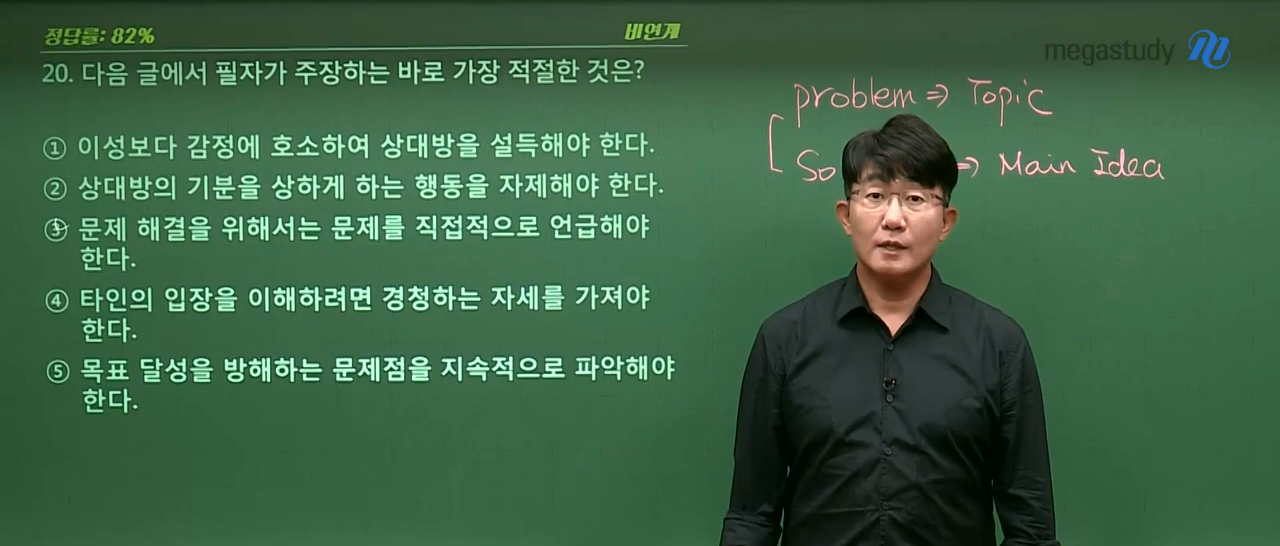 정답률: 82%
비연계
megastudy
20. 다음 글에서 필자가 주장하는 바로 가장 적절한 것은?
problem ⇒ Topic
So ⇒ Main Idea
① 이성보다 감정에 호소하여 상대방을 설득해야 한다.
② 상대방의 기분을 상하게 하는 행동을 자제해야 한다.
③ 문제 해결을 위해서는 문제를 직접적으로 언급해야
한다.
④ 타인의 입장을 이해하려면 경청하는 자세를 가져야
한다.
⑤ 목표 달성을 방해하는 문제점을 지속적으로 파악해야
한다.